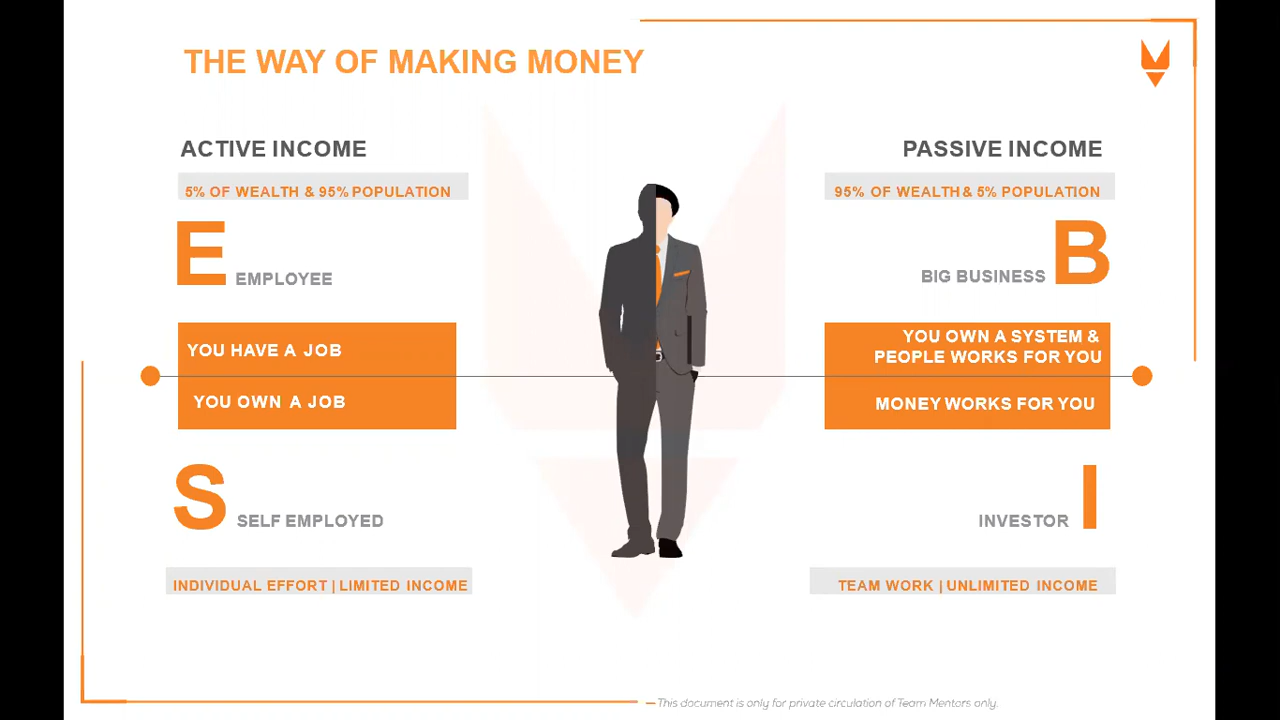 THE WAY OF MAKING MONEY
ACTIVE INCOME
5% OF WEALTH & 95% POPULATION
E EMPLOYEE
YOU HAVE A JOB
YOU OWN A JOB
S SELF EMPLOYED
INDIVIDUAL EFFORT | LIMITED INCOME
PASSIVE INCOME
95% OF WEALTH & 5% POPULATION
BIG BUSINESS B
YOU OWN A SYSTEM &
PEOPLE WORKS FOR YOU
MONEY WORKS FOR YOU
INVESTOR I
TEAM WORK | UNLIMITED INCOME
This document is only for private circulation of Team Mentors only.